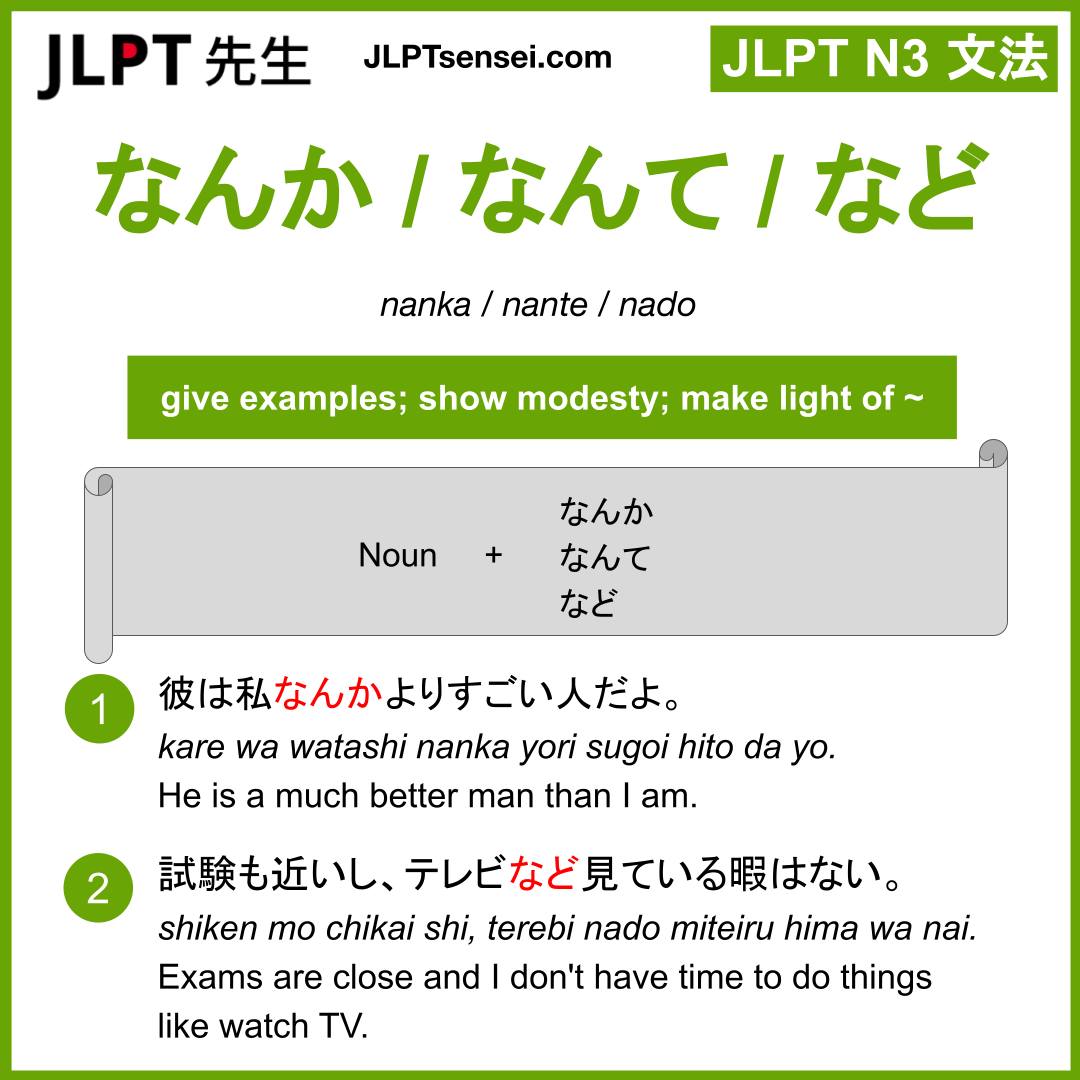 JLPT 先生
JLPTsensei.com
JLPT N3 文法
なんか / なんて / など
nanka / nante / nado
give examples; show modesty; make light of ~
Noun + なんか
なんて
など
1 彼は私なんかよりすごい人だよ。
kare wa watashi nanka yori sugoi hito da yo.
He is a much better man than I am.
2 試験も近いし、テレビなど見ている暇はない。
shiken mo chikai shi, terebi nado miteiru hima wa nai.
Exams are close and I don't have time to do things
like watch TV.